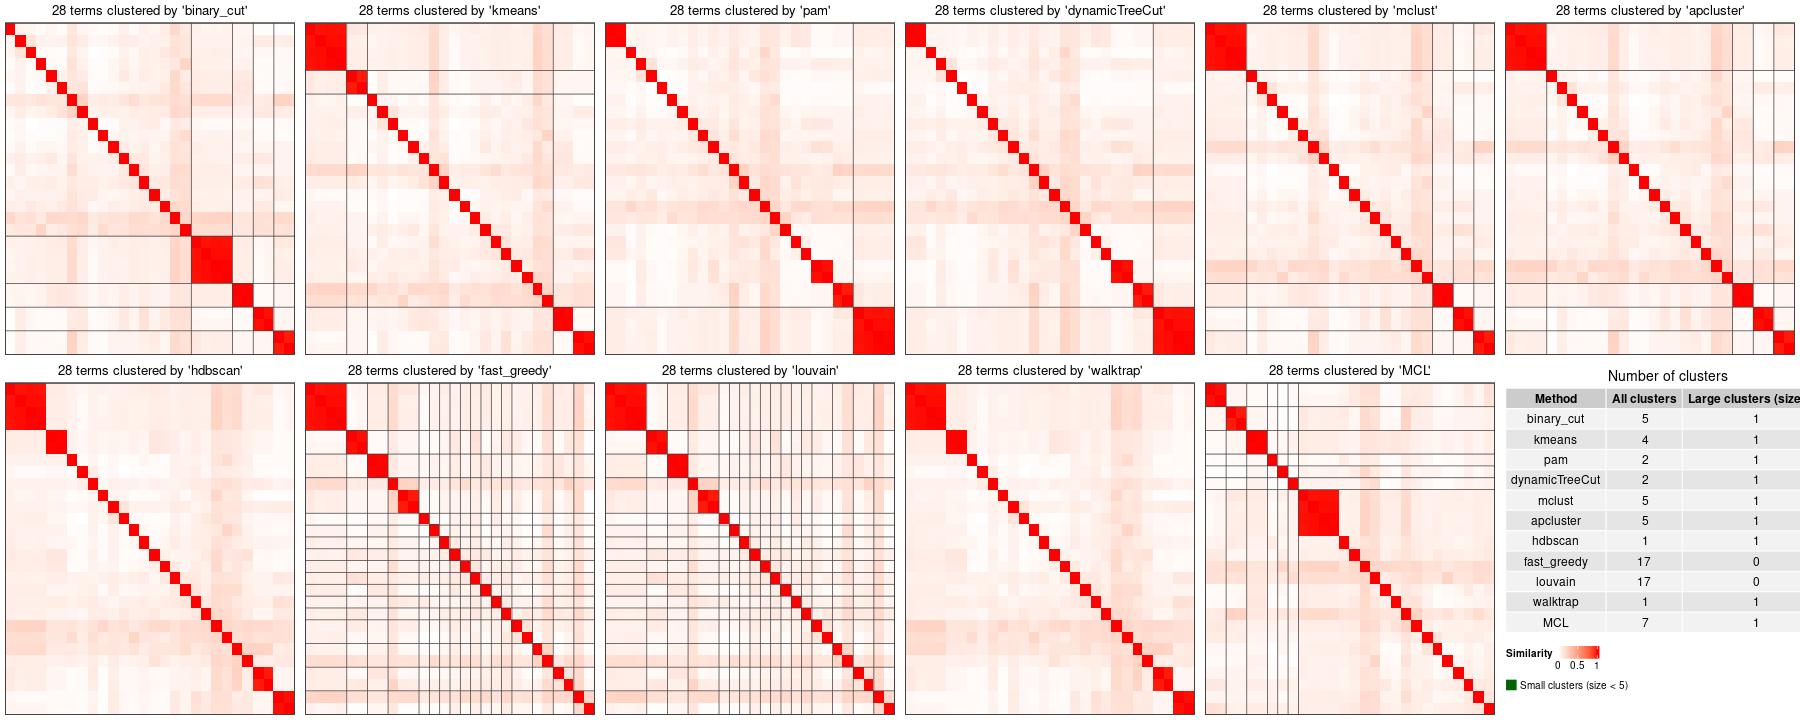 28 terms clustered by 'binary_cut'
28 terms clustered by 'kmeans'
28 terms clustered by 'pam'
28 terms clustered by 'dynamicTreeCut'
28 terms clustered by 'mclust'
28 terms clustered by 'apcluster'
28 terms clustered by 'hdbscan'
28 terms clustered by 'fast_greedy'
28 terms clustered by 'louvain'
28 terms clustered by 'walktrap'
28 terms clustered by 'MCL'
Number of clusters
Method All clusters Large clusters (size
binary_cut 5 1
kmeans 4 1
pam 2 1
dynamicTreeCut 2 1
mclust 5 1
apcluster 5 1
hdbscan 1 1
fast_greedy 17 0
louvain 17 0
walktrap 1 1
MCL 7 1
Similarity
0 0.5 1
Small clusters (size < 5)